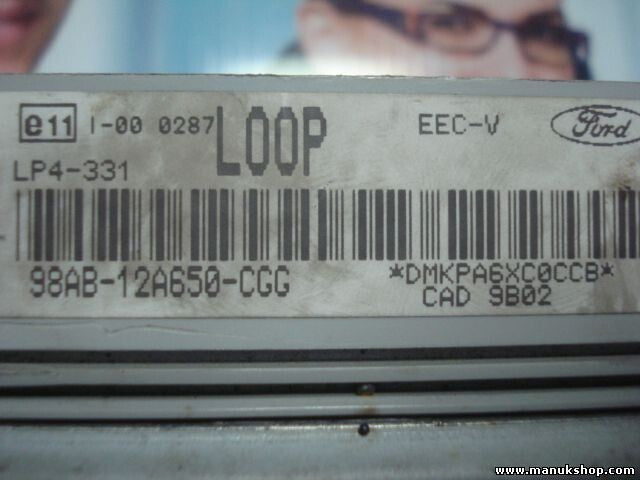 e11 I-00 0287 LOOP EEC-V Ford
LP4-331
98AB-12A650-CGG *DMKPA6XC0CCB*
CAD 9B02
www.manukshop.com